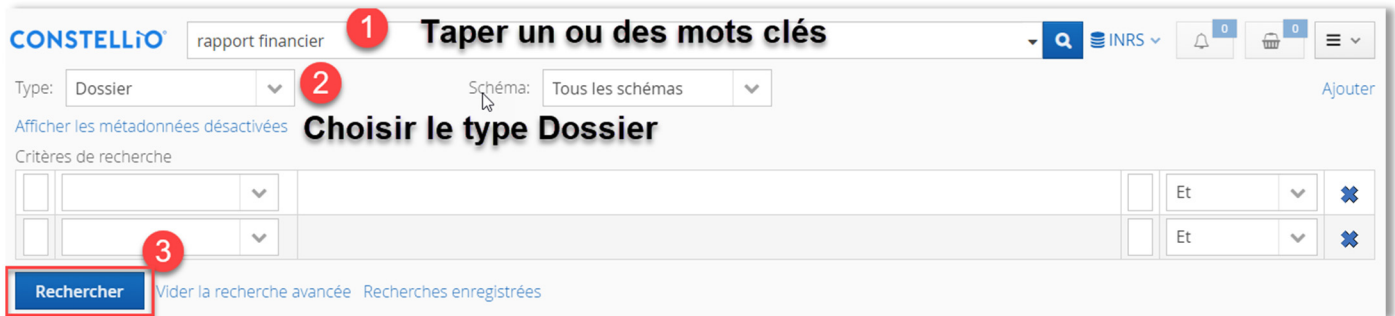 CONSTELLiO rapport financier 1 Taper un ou des mots clés INRS 0 0
Type: Dossier 2 Schéma: Tous les schémas Ajouter
Afficher les métadonnées désactivées Choisir le type Dossier
Critères de recherche
Et
Et
3
Rechercher Vider la recherche avancée Recherches enregistrées